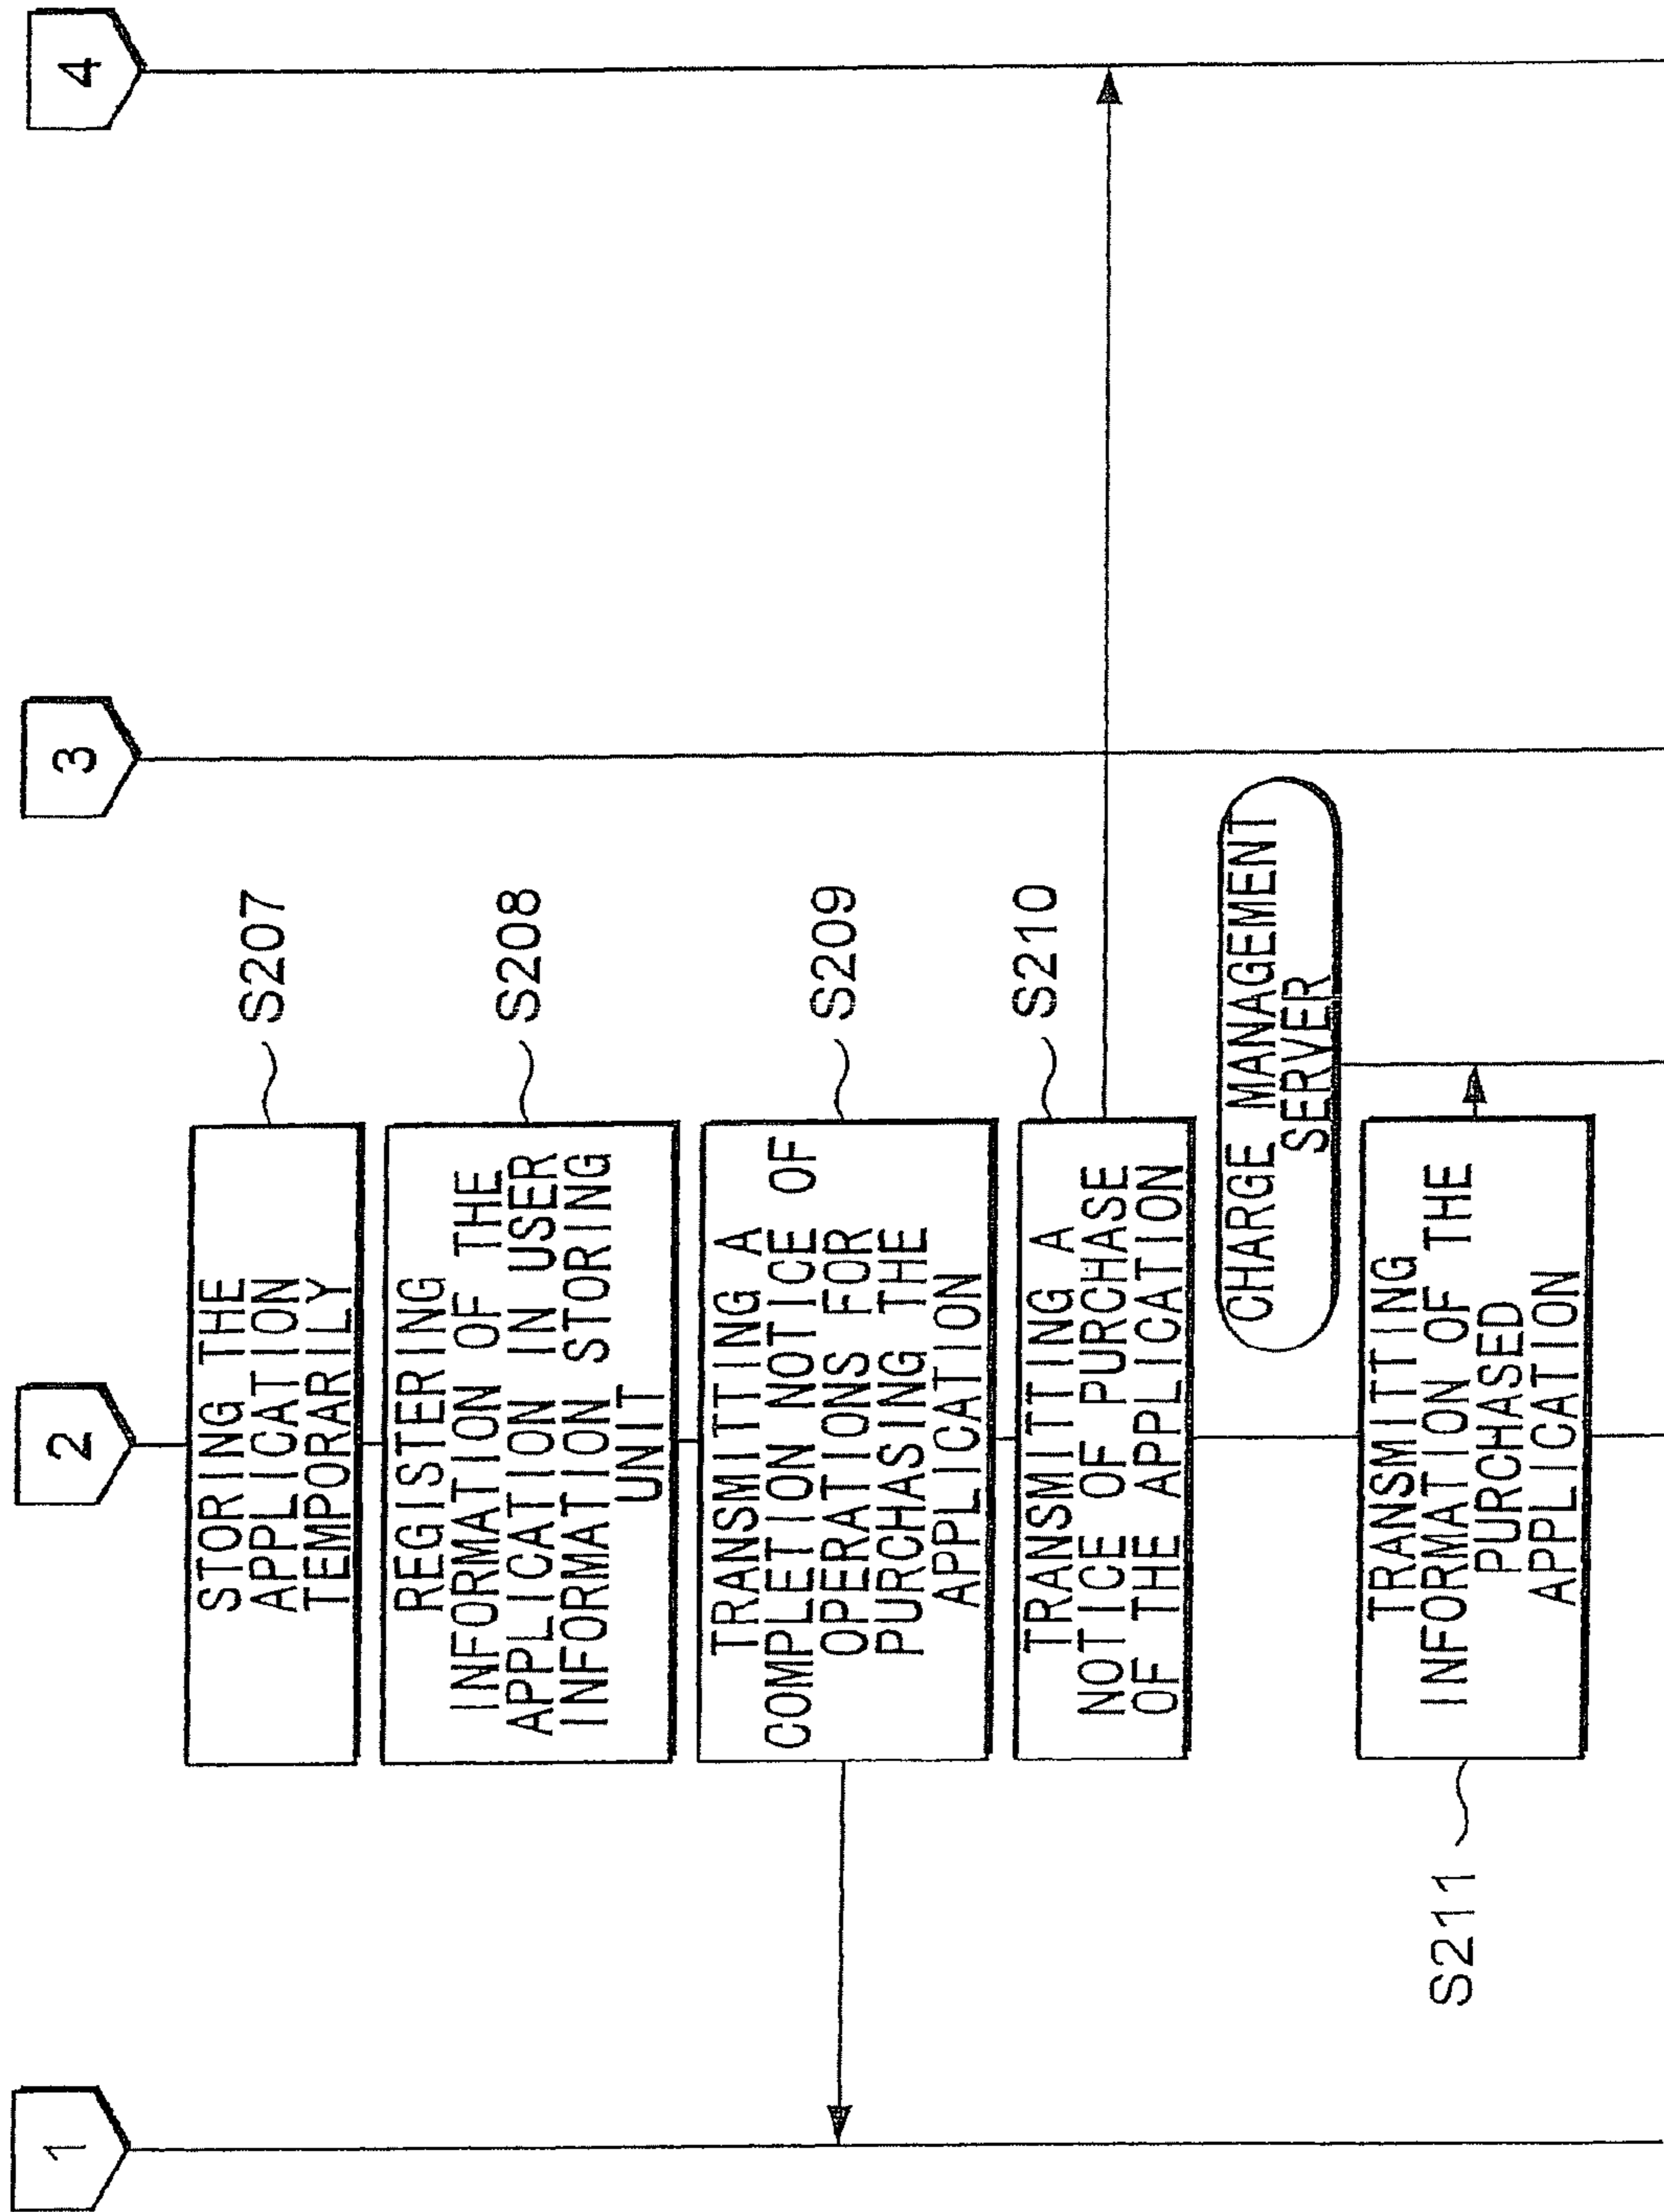 1
2
3
4
STORING THE
APPLICATION
TEMPORARILY
S207
REGISTERING
INFORMATION OF THE
APPLICATION IN USER
INFORMATION STORING
UNIT
S208
TRANSMITTING A
COMPLETION NOTICE OF
OPERATIONS FOR
PURCHASING THE
APPLICATION
S209
TRANSMITTING A
NOTICE OF PURCHASE
OF THE APPLICATION
S210
CHARGE MANAGEMENT
SERVER
S211
TRANSMITTING
INFORMATION OF THE
PURCHASED
APPLICATION